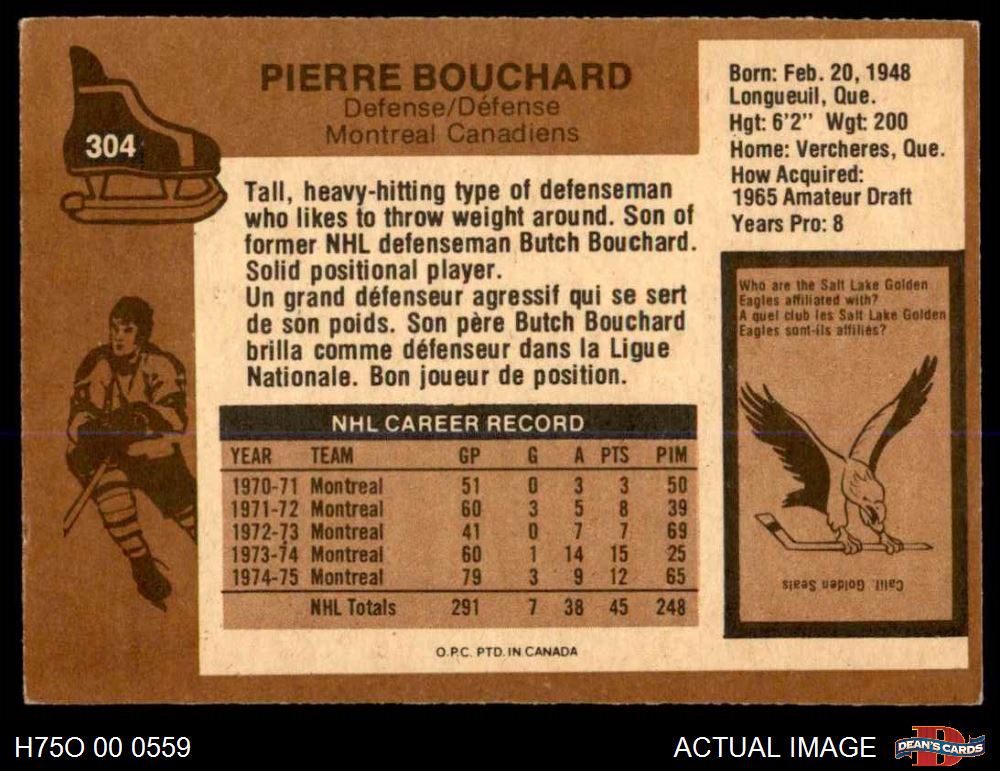 304
PIERRE BOUCHARD
Defense/Défense
Montreal Canadiens
Born: Feb. 20, 1948
Longueuil, Que.
Hgt: 6'2" Wgt: 200
Home: Vercheres, Que.
How Acquired:
1965 Amateur Draft
Years Pro: 8
Tall, heavy-hitting type of defenseman
who likes to throw weight around. Son of
former NHL defenseman Butch Bouchard.
Solid positional player.
Un grand défenseur agressif qui se sert
de son poids. Son père Butch Bouchard
brilla comme défenseur dans la Ligue
Nationale. Bon joueur de position.
Who are the Salt Lake Golden
Eagles affiliated with?
A quel club les Salt Lake Golden
Eagles sont-ils affiliés?
Calif. Golden Seals
NHL CAREER RECORD
YEAR TEAM GP G A PTS PIM
1970-71 Montreal 51 0 3 3 50
1971-72 Montreal 60 3 5 8 39
1972-73 Montreal 41 0 7 7 69
1973-74 Montreal 60 1 14 15 25
1974-75 Montreal 79 3 9 12 65
NHL Totals 291 7 38 45 248
O.P.C. PTD. IN CANADA
H75O 00 0559
ACTUAL IMAGE
D
DEAN'S CARDS